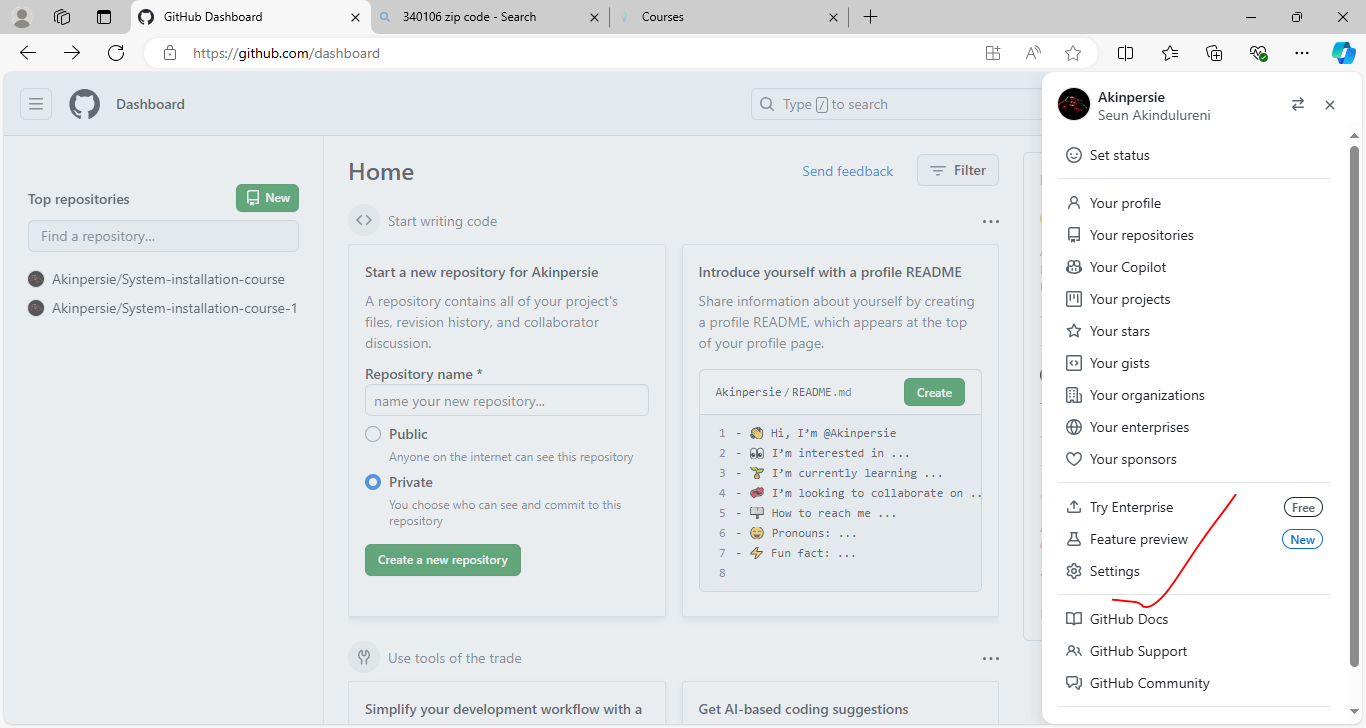 GitHub Dashboard
340106 zip code - Search
Courses
https://github.com/dashboard
Dashboard
Type / to search
Top repositories
New
Find a repository...
Akinpersie/System-installation-course
Akinpersie/System-installation-course-1
Home
Send feedback
Filter
Start writing code
Start a new repository for Akinpersie
A repository contains all of your project's
files, revision history, and collaborator
discussion.
Repository name *
name your new repository...
Public
Anyone on the internet can see this repository
Private
You choose who can see and commit to this
repository
Create a new repository
Introduce yourself with a profile README
Share information about yourself by creating
a profile README, which appears at the top
of your profile page.
Akinpersie / README.md
Create
1 - 👋 Hi, I'm @Akinpersie
2 - 👀 I'm interested in ...
3 - 🌱 I'm currently learning ...
4 - 💞️ I'm looking to collaborate on ..
5 - 📫 How to reach me ...
6 - 😄 Pronouns: ...
7 - ⚡ Fun fact: ...
8
Use tools of the trade
Simplify your development workflow with a
Get AI-based coding suggestions
Akinpersie
Seun Akindulureni
Set status
Your profile
Your repositories
Your Copilot
Your projects
Your stars
Your gists
Your organizations
Your enterprises
Your sponsors
Try Enterprise
Free
Feature preview
New
Settings
GitHub Docs
GitHub Support
GitHub Community